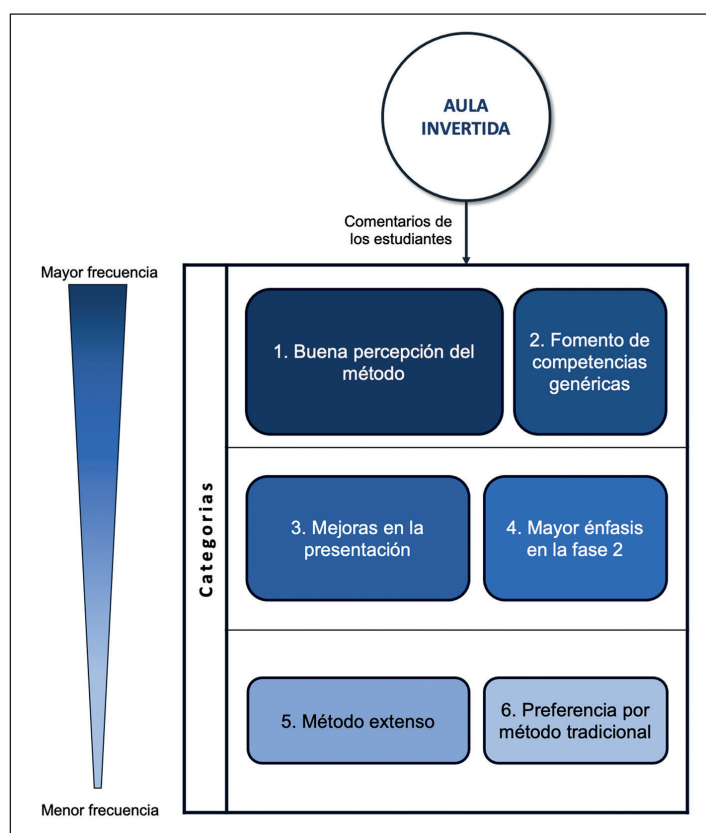 AULA
INVERTIDA
Comentarios de
los estudiantes
Mayor frecuencia
Categorias
1. Buena percepción del
método
2. Fomento de
competencias
genéricas
3. Mejoras en la
presentación
4. Mayor énfasis
en la fase 2
5. Método extenso
6. Preferencia por
método tradicional
Menor frecuencia